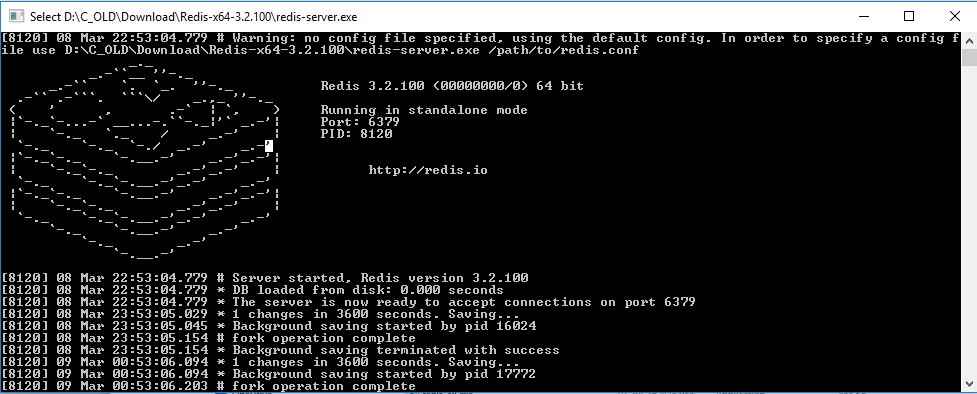 Select D:\C_OLD\Download\Redis-x64-3.2.100\redis-server.exe
[8120] 08 Mar 22:53:04.779 # Warning: no config file specified, using the default config. In order to specify a config f
ile use D:\C_OLD\Download\Redis-x64-3.2.100\redis-server.exe /path/to/redis.conf
Redis 3.2.100 (00000000/0) 64 bit
Running in standalone mode
Port: 6379
PID: 8120
http://redis.io
[8120] 08 Mar 22:53:04.779 # Server started, Redis version 3.2.100
[8120] 08 Mar 22:53:04.779 * DB loaded from disk: 0.000 seconds
[8120] 08 Mar 22:53:04.779 * The server is now ready to accept connections on port 6379
[8120] 08 Mar 23:53:05.029 * 1 changes in 3600 seconds. Saving...
[8120] 08 Mar 23:53:05.045 * Background saving started by pid 16024
[8120] 08 Mar 23:53:05.154 # fork operation complete
[8120] 08 Mar 23:53:05.154 * Background saving terminated with success
[8120] 09 Mar 00:53:06.094 * 1 changes in 3600 seconds. Saving...
[8120] 09 Mar 00:53:06.094 * Background saving started by pid 17772
[8120] 09 Mar 00:53:06.203 # fork operation complete